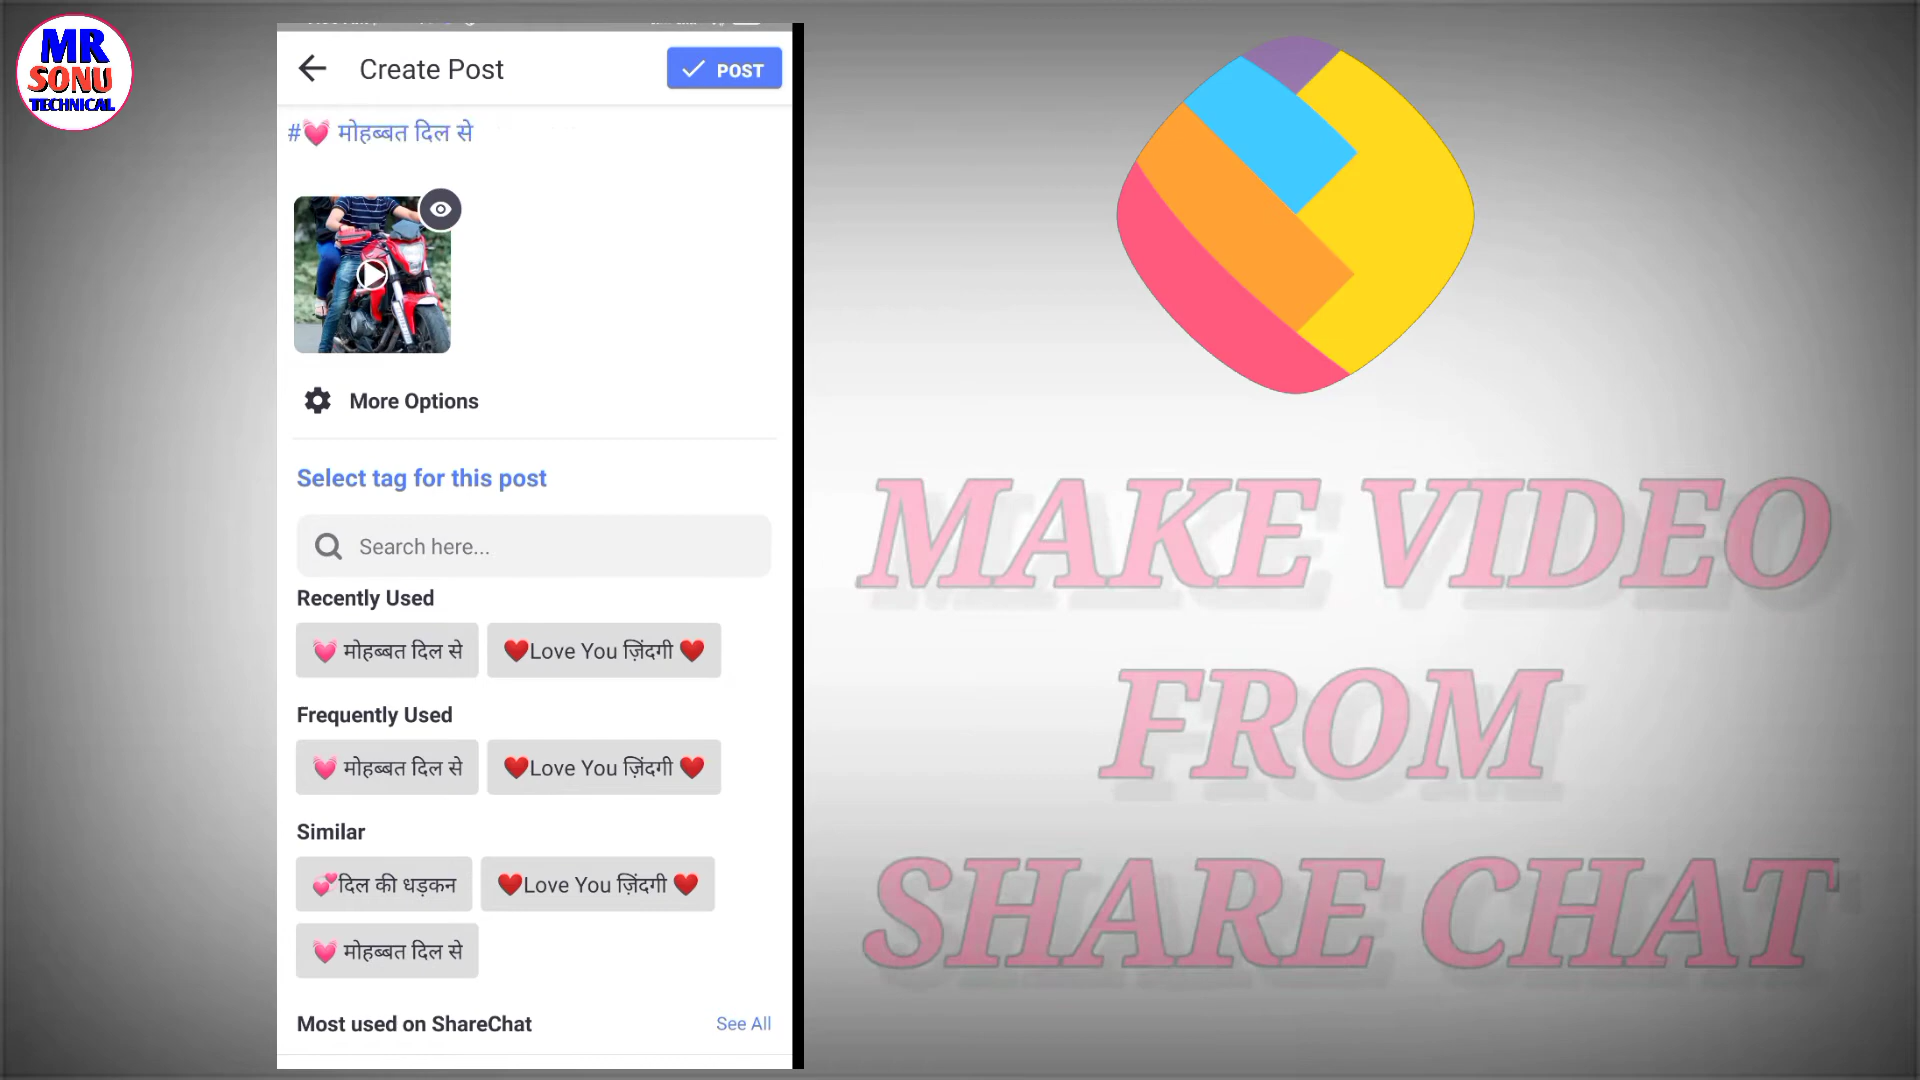 MR
SONU
TECHNICAL
Create Post
POST
#💓 मोहब्बत दिल से
More Options
Select tag for this post
Search here...
Recently Used
💓 मोहब्बत दिल से
❤️Love You ज़िंदगी ❤️
Frequently Used
💓 मोहब्बत दिल से
❤️Love You ज़िंदगी ❤️
Similar
💞दिल की धड़कन
❤️Love You ज़िंदगी ❤️
💓 मोहब्बत दिल से
Most used on ShareChat
See All
MAKE VIDEO
FROM
SHARE CHAT